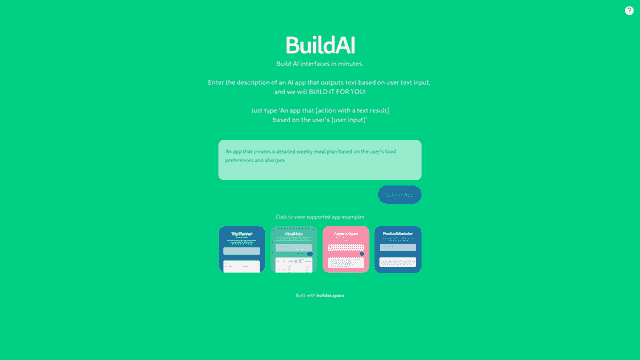 ?
BuildAI
Build AI interfaces in minutes.
Enter the description of an AI app that outputs text based on user text input,
and we will BUILD IT FOR YOU!
Just type 'An app that [action with a text result]
based on the user's [user input]'
An app that creates a detailed weekly meal plan based on the user's food
preferences and allergies
Click to view supported app examples
Built with buildai.space